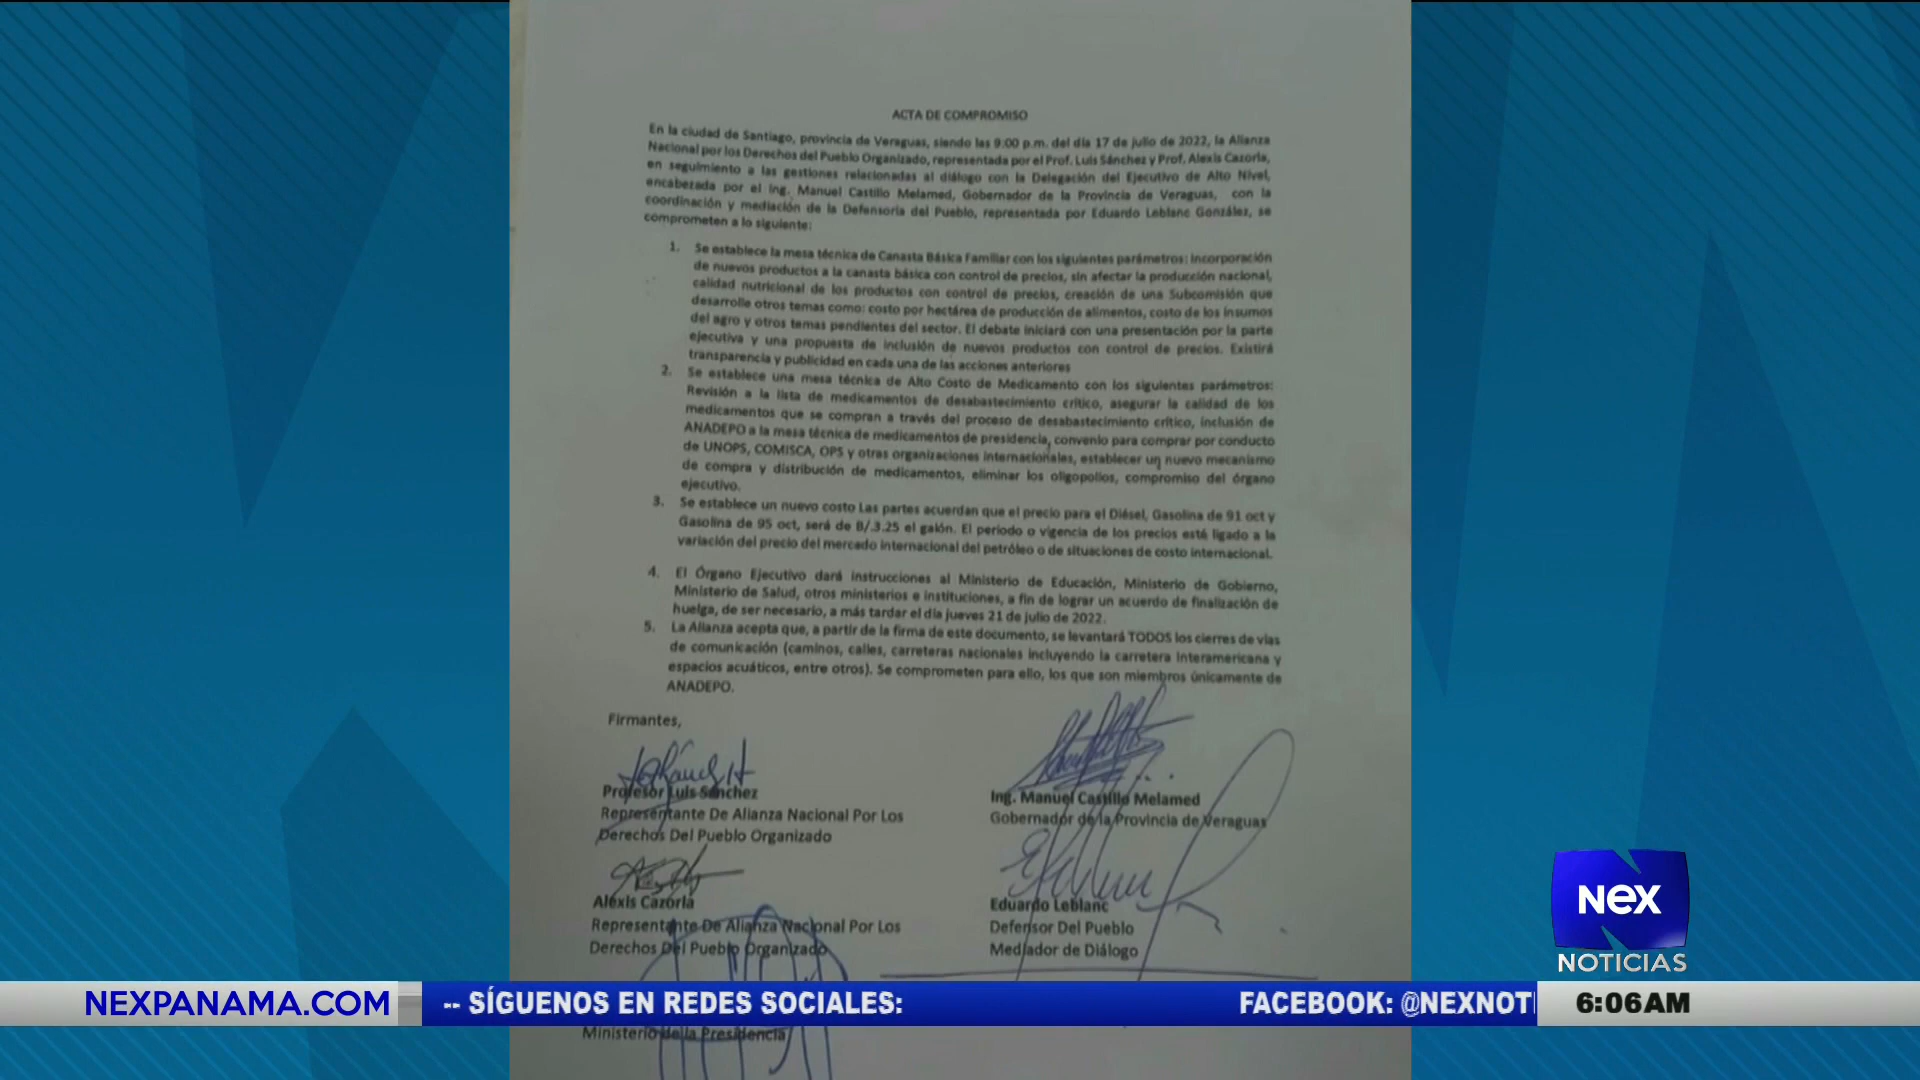 ACTA DE COMPROMISO
En la ciudad de Santiago, provincia de Veraguas, siendo las 9:00 p.m. del día 17 de julio de 2022, la Alianza
Nacional por los Derechos del Pueblo Organizado, representada por el Prof. Luis Sánchez y Prof. Alexis Cazorla,
en seguimiento a las gestiones relacionadas al diálogo con la Delegación del Ejecutivo de Alto Nivel,
encabezada por el Ing. Manuel Castillo Melamed, Gobernador de la Provincia de Veraguas, con la
coordinación y mediación de la Defensoría del Pueblo, representada por Eduardo Leblanc González, se
comprometen a lo siguiente:
1. Se establece la mesa técnica de Canasta Básica Familiar con los siguientes parámetros: incorporación
de nuevos productos a la canasta básica con control de precios, sin afectar la producción nacional,
calidad nutricional de los productos con control de precios, creación de una Subcomisión que
desarrolle otros temas como: costo por hectárea de producción de alimentos, costo de los insumos
del agro y otros temas pendientes del sector. El debate iniciará con una presentación por la parte
ejecutiva y una propuesta de inclusión de nuevos productos con control de precios. Existirá
transparencia y publicidad en cada una de las acciones anteriores
2. Se establece una mesa técnica de Alto Costo de Medicamento con los siguientes parámetros:
Revisión a la lista de medicamentos de desabastecimiento crítico, asegurar la calidad de los
medicamentos que se compran a través del proceso de desabastecimiento crítico, inclusión de
ANADEPO a la mesa técnica de medicamentos de presidencia, convenio para comprar por conducto
de UNOPS, COMISCA, OPS y otras organizaciones internacionales, establecer un nuevo mecanismo
de compra y distribución de medicamentos, eliminar los oligopolios, compromiso del órgano
ejecutivo.
3. Se establece un nuevo costo Las partes acuerdan que el precio para el Diésel, Gasolina de 91 oct y
Gasolina de 95 oct, será de B/.3.25 el galón. El periodo o vigencia de los precios está ligado a la
variación del precio del mercado internacional del petróleo o de situaciones de costo internacional.
4. El Órgano Ejecutivo dará instrucciones al Ministerio de Educación, Ministerio de Gobierno,
Ministerio de Salud, otros ministerios e instituciones, a fin de lograr un acuerdo de finalización de
huelga, de ser necesario, a más tardar el día jueves 21 de julio de 2022.
5. La Alianza acepta que, a partir de la firma de este documento, se levantará TODOS los cierres de vías
de comunicación (caminos, calles, carreteras nacionales incluyendo la carretera Interamericana y
espacios acuáticos, entre otros). Se comprometen para ello, los que son miembros únicamente de
ANADEPO.
Firmantes,
Profesor Luis Sánchez
Representante De Alianza Nacional Por Los
Derechos Del Pueblo Organizado
Ing. Manuel Castillo Melamed
Gobernador de la Provincia de Veraguas
Alexis Cazorla
Representante De Alianza Nacional Por Los
Derechos Del Pueblo Organizado
Eduardo Leblanc
Defensor Del Pueblo
Mediador de Diálogo
Ministerio de la Presidencia
NEX
NOTICIAS
NEXPANAMA.COM
-- SÍGUENOS EN REDES SOCIALES:
FACEBOOK: @NEXNOTI
6:06AM